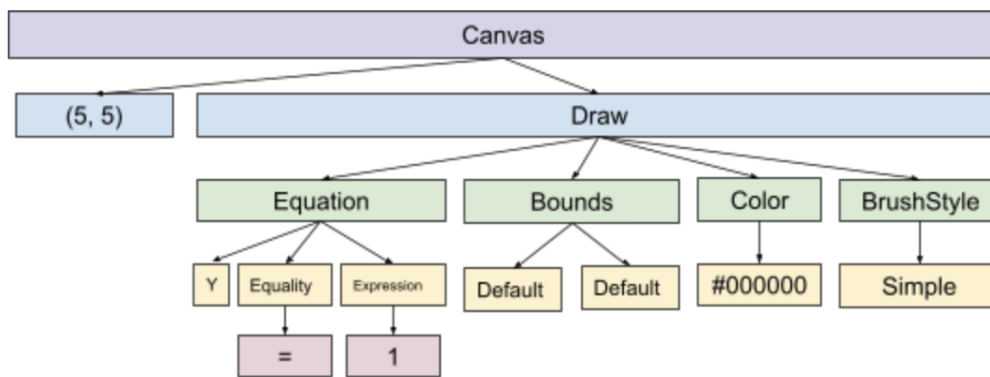 Canvas
(5, 5)
Draw
Equation
Bounds
Color
BrushStyle
Y
Equality
Expression
Default
Default
#000000
Simple
=
1